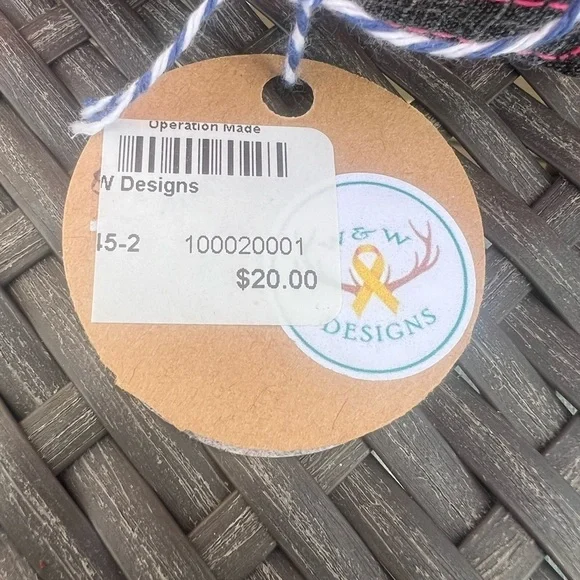 Operation Made
W Designs
45-2 100020001
$20.00
& W
DESIGNS